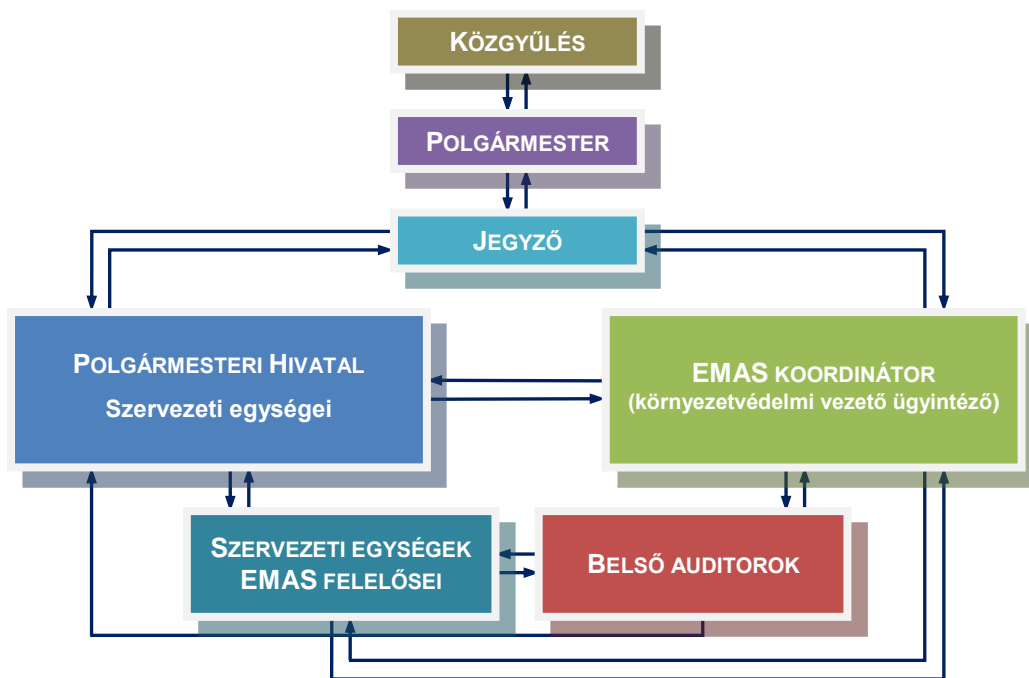 KÖZGYŰLÉS
POLGÁRMESTER
JEGYZŐ
POLGÁRMESTERI HIVATAL
Szervezeti egységei
EMAS KOORDINÁTOR
(környezetvédelmi vezető ügyintéző)
SZERVEZETI EGYSÉGEK
EMAS FELELŐSEI
BELSŐ AUDITOROK